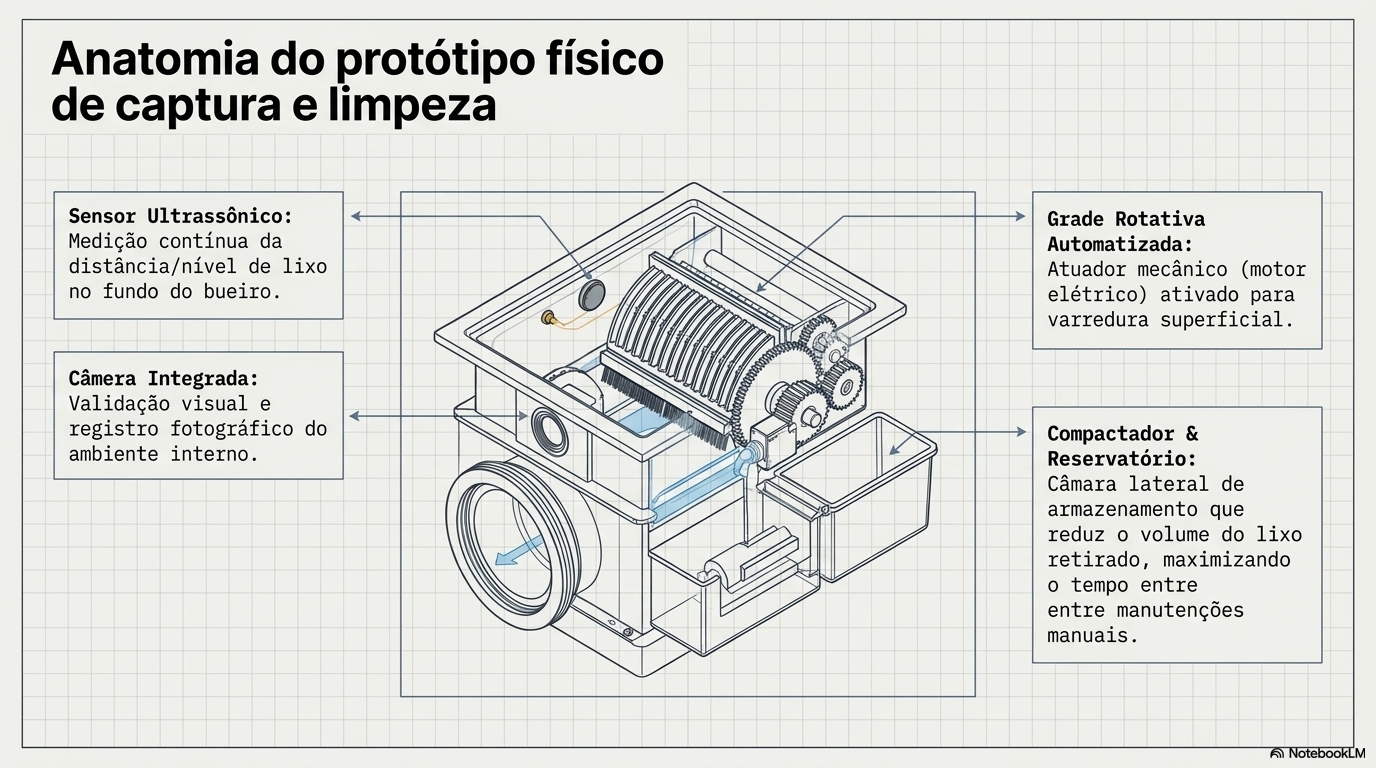 Anatomia do protótipo físico
de captura e limpeza
Sensor Ultrassônico:
Medição contínua da
distância/nível de lixo
no fundo do bueiro.
Câmera Integrada:
Validação visual e
registro fotográfico do
ambiente interno.
Grade Rotativa
Automatizada:
Atuador mecânico (motor
elétrico) ativado para
varredura superficial.
Compactador &
Reservatório:
Câmara lateral de
armazenamento que
reduz o volume do lixo
retirado, maximizando
o tempo entre
entre manutenções
manuais.
NotebookLM